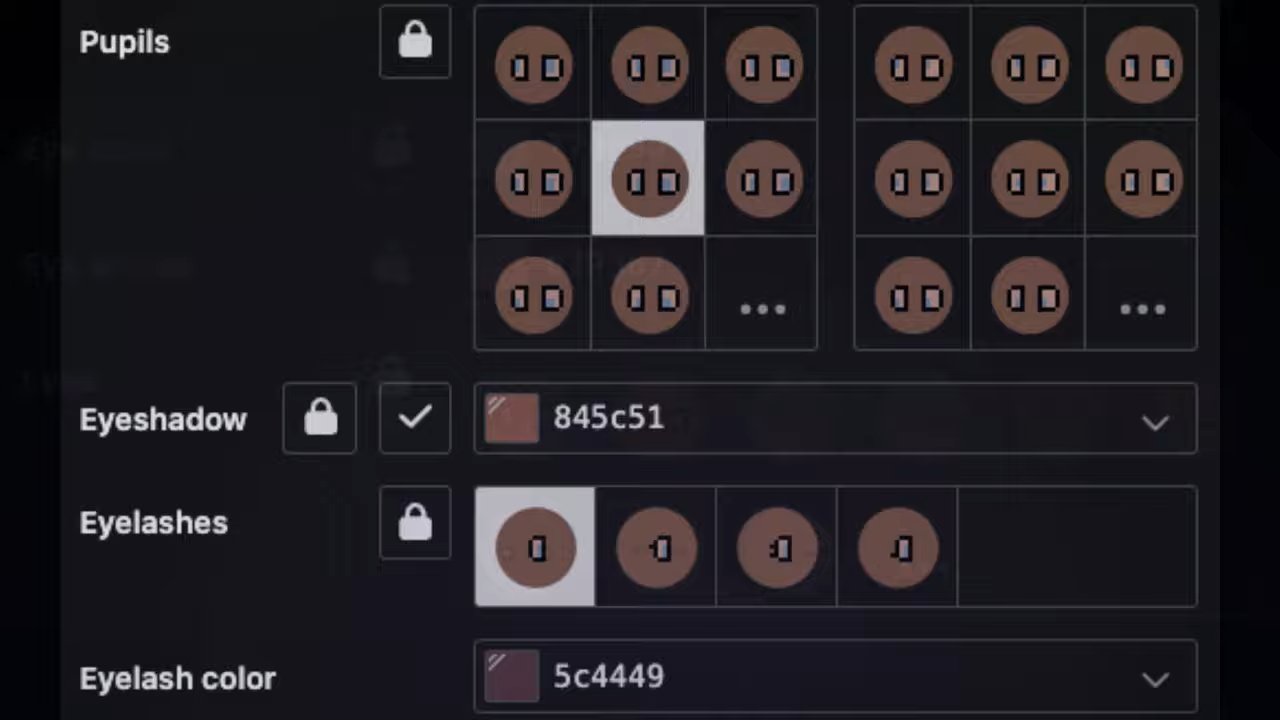 Pupils
Eyeshadow
845c51
Eyelashes
Eyelash color
5c4449